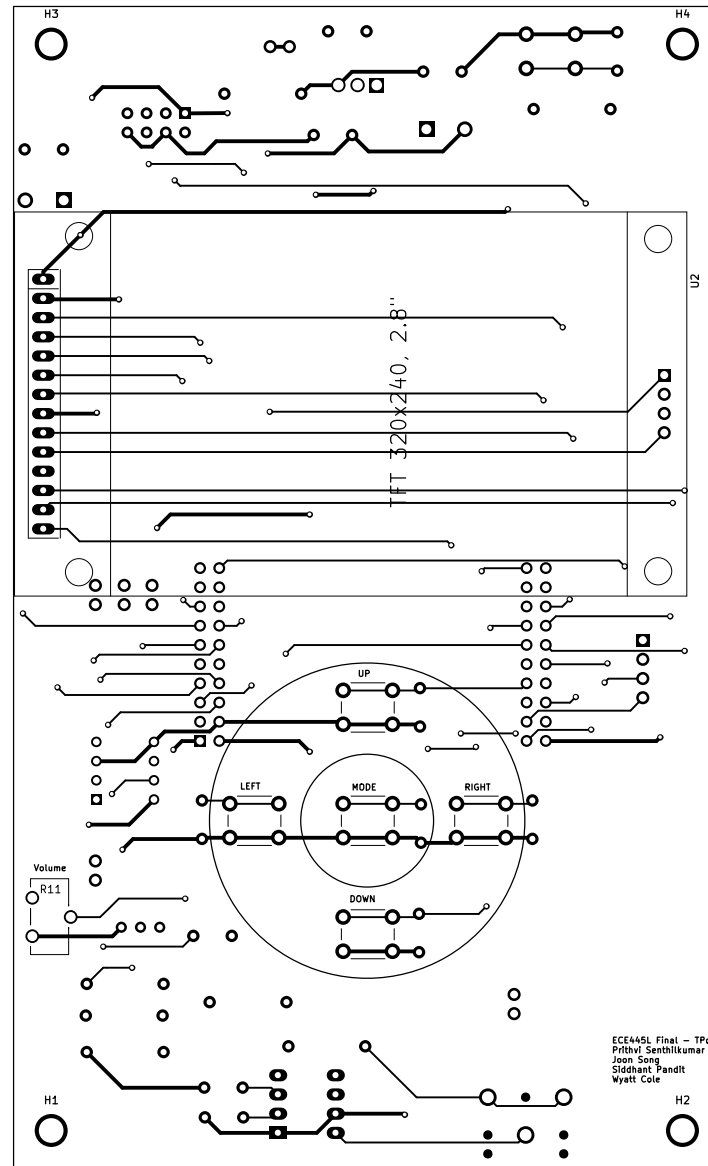 H3
H4
U2
TFT 320x240, 2.8"
UP
LEFT
MODE
RIGHT
Volume
R11
DOWN
ECE445L Final – TPod
Prithvi Senthilkumar
Joon Song
Siddhant Pandit
Wyatt Cole
H1
H2